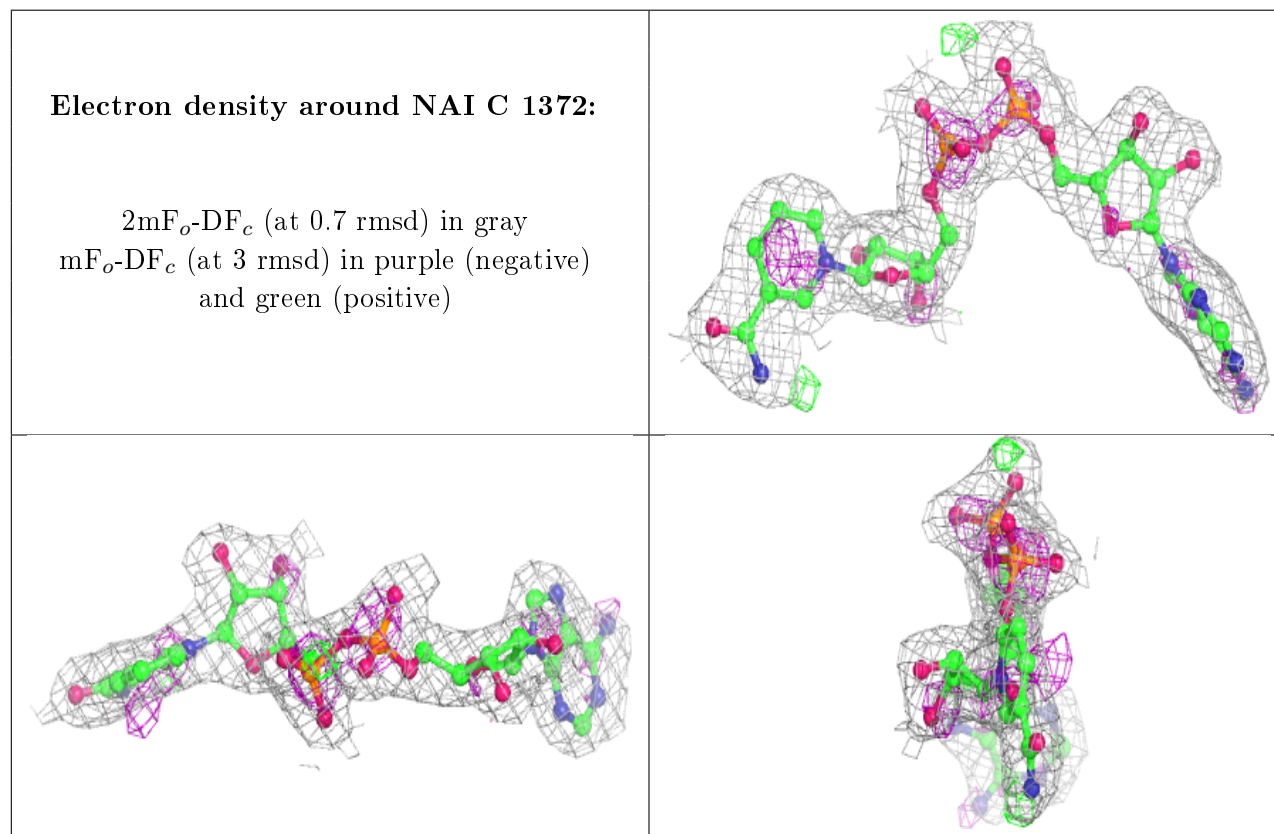 Electron density around NAI C 1372:
2mFo-DFc (at 0.7 rmsd) in gray
mFo-DFc (at 3 rmsd) in purple (negative)
and green (positive)